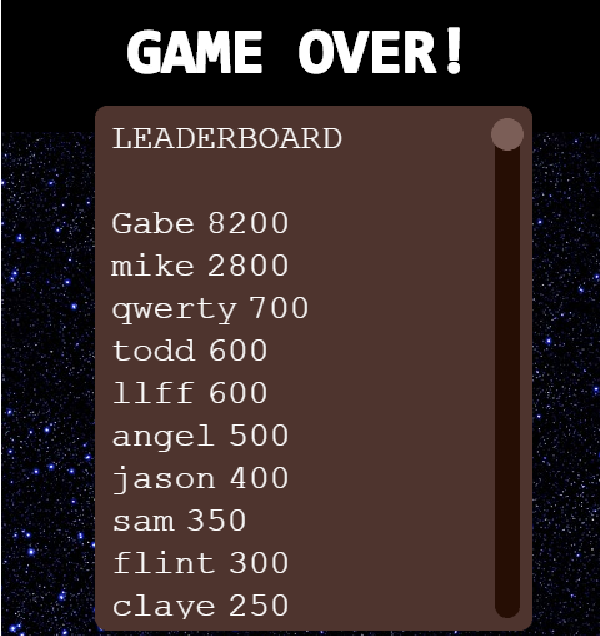 GAME OVER!
LEADERBOARD
Gabe 8200
mike 2800
qwerty 700
todd 600
llff 600
angel 500
jason 400
sam 350
flint 300
claye 250